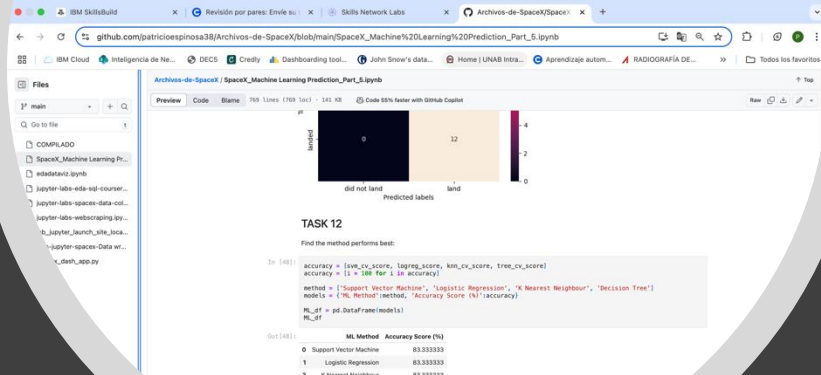 IBM SkillsBuild
Revisión por pares: Envíe su t
Skills Network Labs
Archivos-de-SpaceX/SpaceX
github.com/patricioespinosa38/Archivos-de-SpaceX/blob/main/SpaceX_Machine%20Learning%20Prediction_Part_5.ipynb
IBM Cloud
Inteligencia de Ne...
DEC5
Credly
Dashboarding tool...
John Snow's data...
Home | UNAB Intra...
Aprendizaje autom...
RADIOGRAFÍA DE...
Todos los favoritos
Files
main
Go to file
t
COMPILADO
SpaceX_Machine Learning Pr...
edadataviz.ipynb
jupyter-labs-eda-sql-courser...
jupyter-labs-spacex-data-col...
jupyter-labs-webscraping.ipy...
b_jupyter_launch_site_loca...
-jupyter-spacex-Data wr...
x_dash_app.py
Archivos-de-SpaceX / SpaceX_Machine Learning Prediction_Part_5.ipynb
Top
Preview
Code
Blame
769 lines (769 loc) · 141 KB
Code 55% faster with GitHub Copilot
Raw
landed
0
12
4
2
0
did not land
land
Predicted labels
TASK 12
Find the method performs best:
In [48]:
accuracy = [svm_cv_score, logreg_score, knn_cv_score, tree_cv_score]
accuracy = [i * 100 for i in accuracy]
method = ['Support Vector Machine', 'Logistic Regression', 'K Nearest Neighbour', 'Decision Tree']
models = {'ML Method':method, 'Accuracy Score (%)':accuracy}
ML_df = pd.DataFrame(models)
ML_df
Out[48]:
ML Method Accuracy Score (%)
0 Support Vector Machine 83.333333
1 Logistic Regression 83.333333
2 K Nearest Neighbour 83.333333